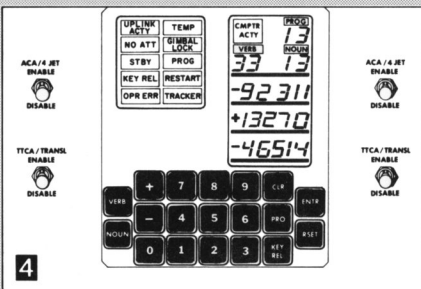 UPLINK ACTY TEMP
NO ATT GIMBAL LOCK
STBY PROG
KEY REL RESTART
OPR ERR TRACKER
CMPTR ACTY
PROG
13
VERB NOUN
33 13
-92311
+13270
-46514
ACA / 4 JET
ENABLE
DISABLE
TTCA / TRANSL
ENABLE
DISABLE
ACA / 4 JET
ENABLE
DISABLE
TTCA / TRANSL
ENABLE
DISABLE
VERB
NOUN
+ 7 8 9 CLR
- 4 5 6 PRO
0 1 2 3 KEY REL
ENTR
RSET
4